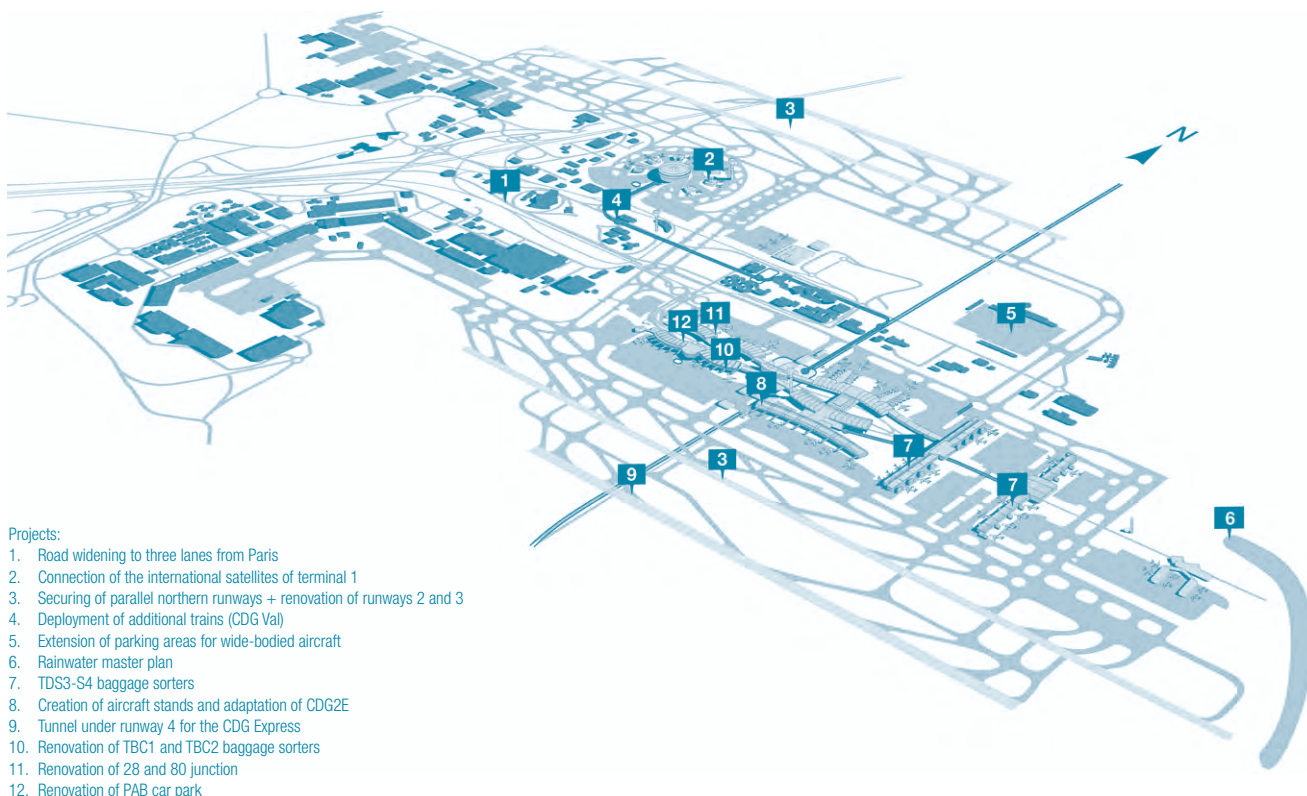 3
N
2
1
4
5
11
12
10
8
7
3
9
7
6
Projects:
1. Road widening to three lanes from Paris
2. Connection of the international satellites of terminal 1
3. Securing of parallel northern runways + renovation of runways 2 and 3
4. Deployment of additional trains (CDG Val)
5. Extension of parking areas for wide-bodied aircraft
6. Rainwater master plan
7. TDS3-S4 baggage sorters
8. Creation of aircraft stands and adaptation of CDG2E
9. Tunnel under runway 4 for the CDG Express
10. Renovation of TBC1 and TBC2 baggage sorters
11. Renovation of 28 and 80 junction
12. Renovation of PAB car park